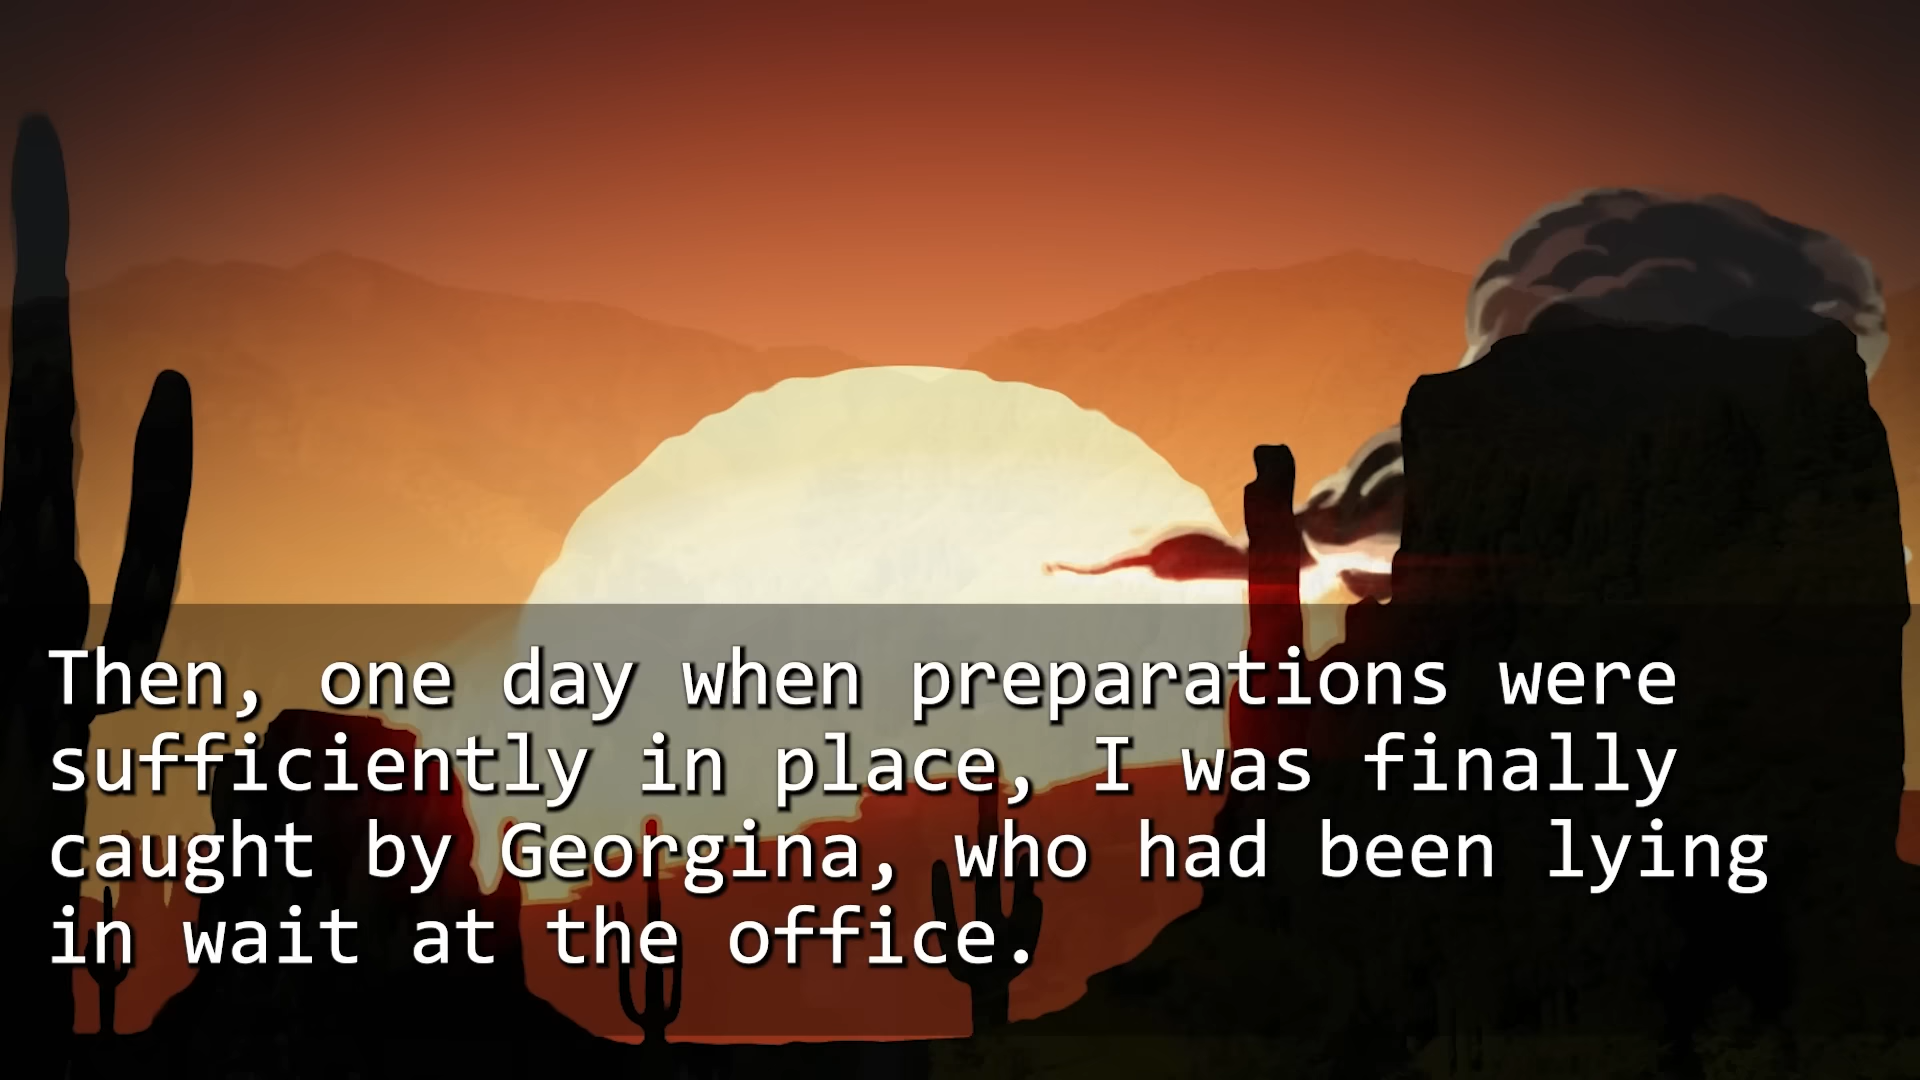 Then, one day when preparations were
sufficiently in place, I was finally
caught by Georgina, who had been lying
in wait at the office.